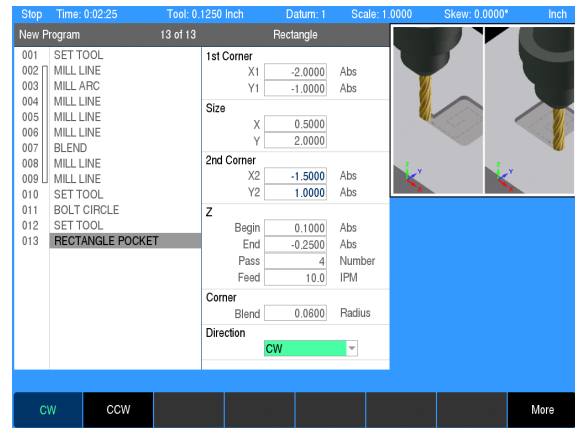 Stop Time: 0:02:25 Tool: 0.1250 Inch Datum: 1 Scale: 1.0000 Skew: 0.0000° Inch
New Program 13 of 13 Rectangle
001 SET TOOL
002 MILL LINE
003 MILL ARC
004 MILL LINE
005 MILL LINE
006 MILL LINE
007 BLEND
008 MILL LINE
009 MILL LINE
010 SET TOOL
011 BOLT CIRCLE
012 SET TOOL
013 RECTANGLE POCKET
1st Corner
X1 -2.0000 Abs
Y1 -1.0000 Abs
Size
X 0.5000
Y 2.0000
2nd Corner
X2 -1.5000 Abs
Y2 1.0000 Abs
Z
Begin 0.1000 Abs
End -0.2500 Abs
Pass 4 Number
Feed 10.0 IPM
Corner
Blend 0.0600 Radius
Direction
CW
Z Y X
Z Y X
CW CCW More